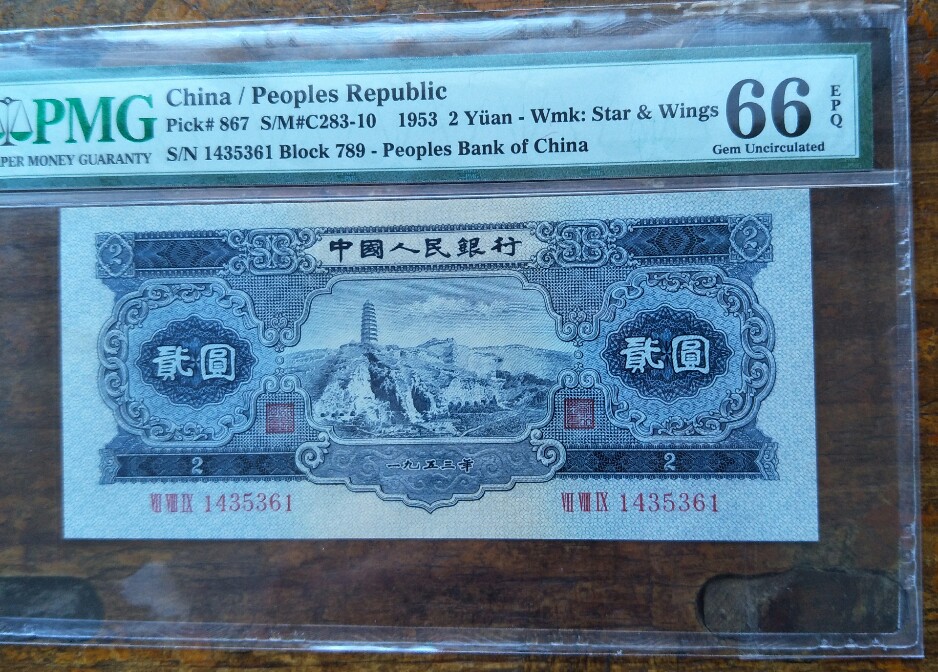 PMG
PER MONEY GUARANTY
China / Peoples Republic
Pick# 867 S/M#C283-10 1953 2 Yüan - Wmk: Star & Wings
S/N 1435361 Block 789 - Peoples Bank of China
66
EPQ
Gem Uncirculated
2
中國人民銀行
2
貳圓
貳圓
2
一九五三年
2
VII VIII IX 1435361
VII VIII IX 1435361